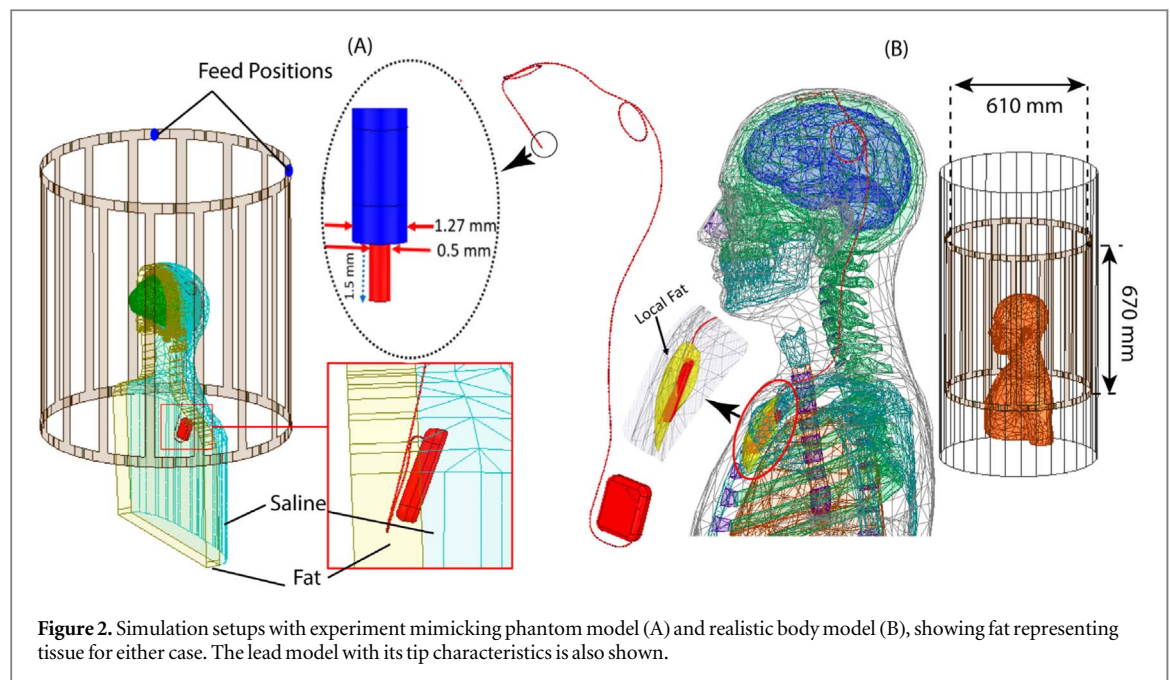 (A)
Feed Positions
1.27 mm
0.5 mm
1.5 mm
Saline
Fat
(B)
610 mm
670 mm
Local Fat
Figure 2. Simulation setups with experiment mimicking phantom model (A) and realistic body model (B), showing fat representing
tissue for either case. The lead model with its tip characteristics is also shown.